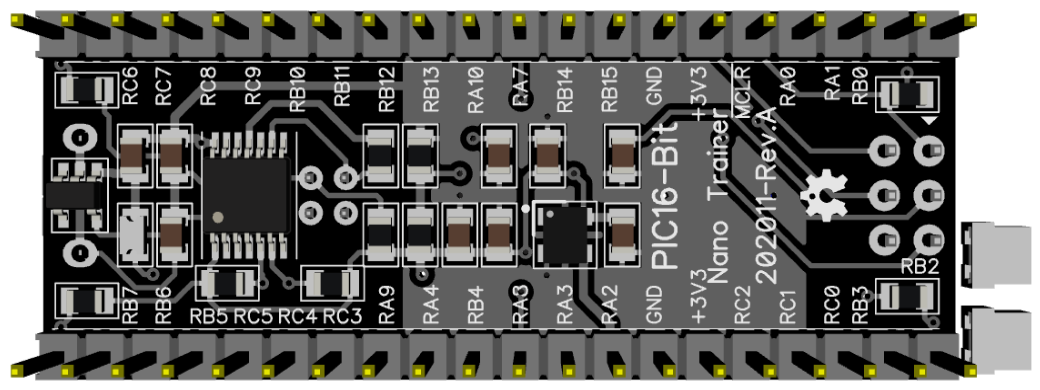 RC6
RC17
RC8
RC9
RB10
RB11
RB12
RB13
RA10
RA7
RB14
RB15
GND
+3V3
MCLR
RA0
RA1
RB0
PIC16-Bit
Nano Trainer
202011-Rev.A
RB2
RB7
RB6
RB5
RC5
RC4
RC3
RA9
RA4
RB4
RA3
RA3
RA2
GND
+3V3
RC2
RC1
RC0
RB3